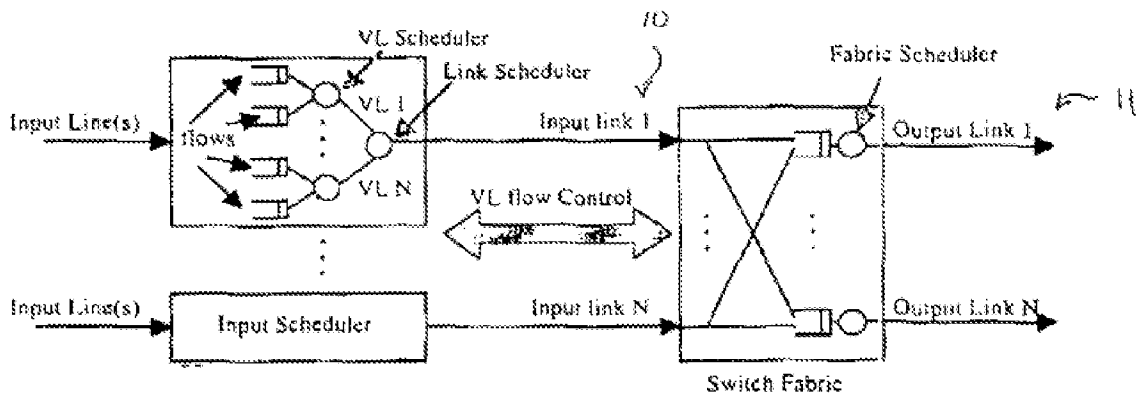 10
VL Scheduler
Link Scheduler
Fabric Scheduler
VL 1
Input Line(s)
flows
Input link 1
Output Link 1
VL N
VL flow Control
Input Line(s)
Input Scheduler
Input link N
Output Link N
Switch Fabric